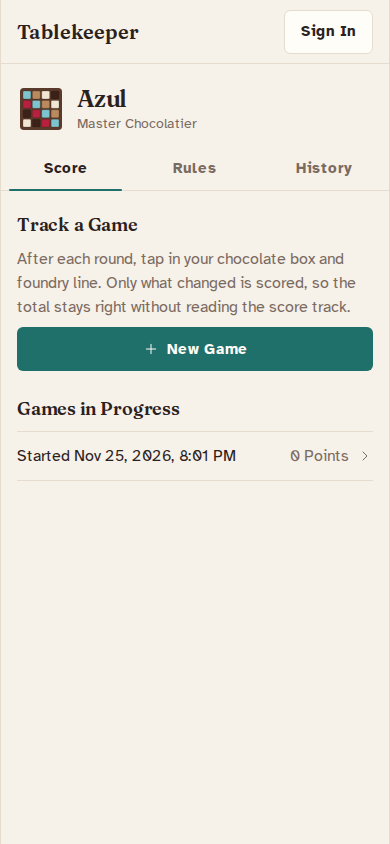 Tablekeeper
Sign In
Azul
Master Chocolatier
Score
Rules
History
Track a Game
After each round, tap in your chocolate box and
foundry line. Only what changed is scored, so the
total stays right without reading the score track.
New Game
Games in Progress
Started Nov 25, 2026, 8:01 PM
0 Points